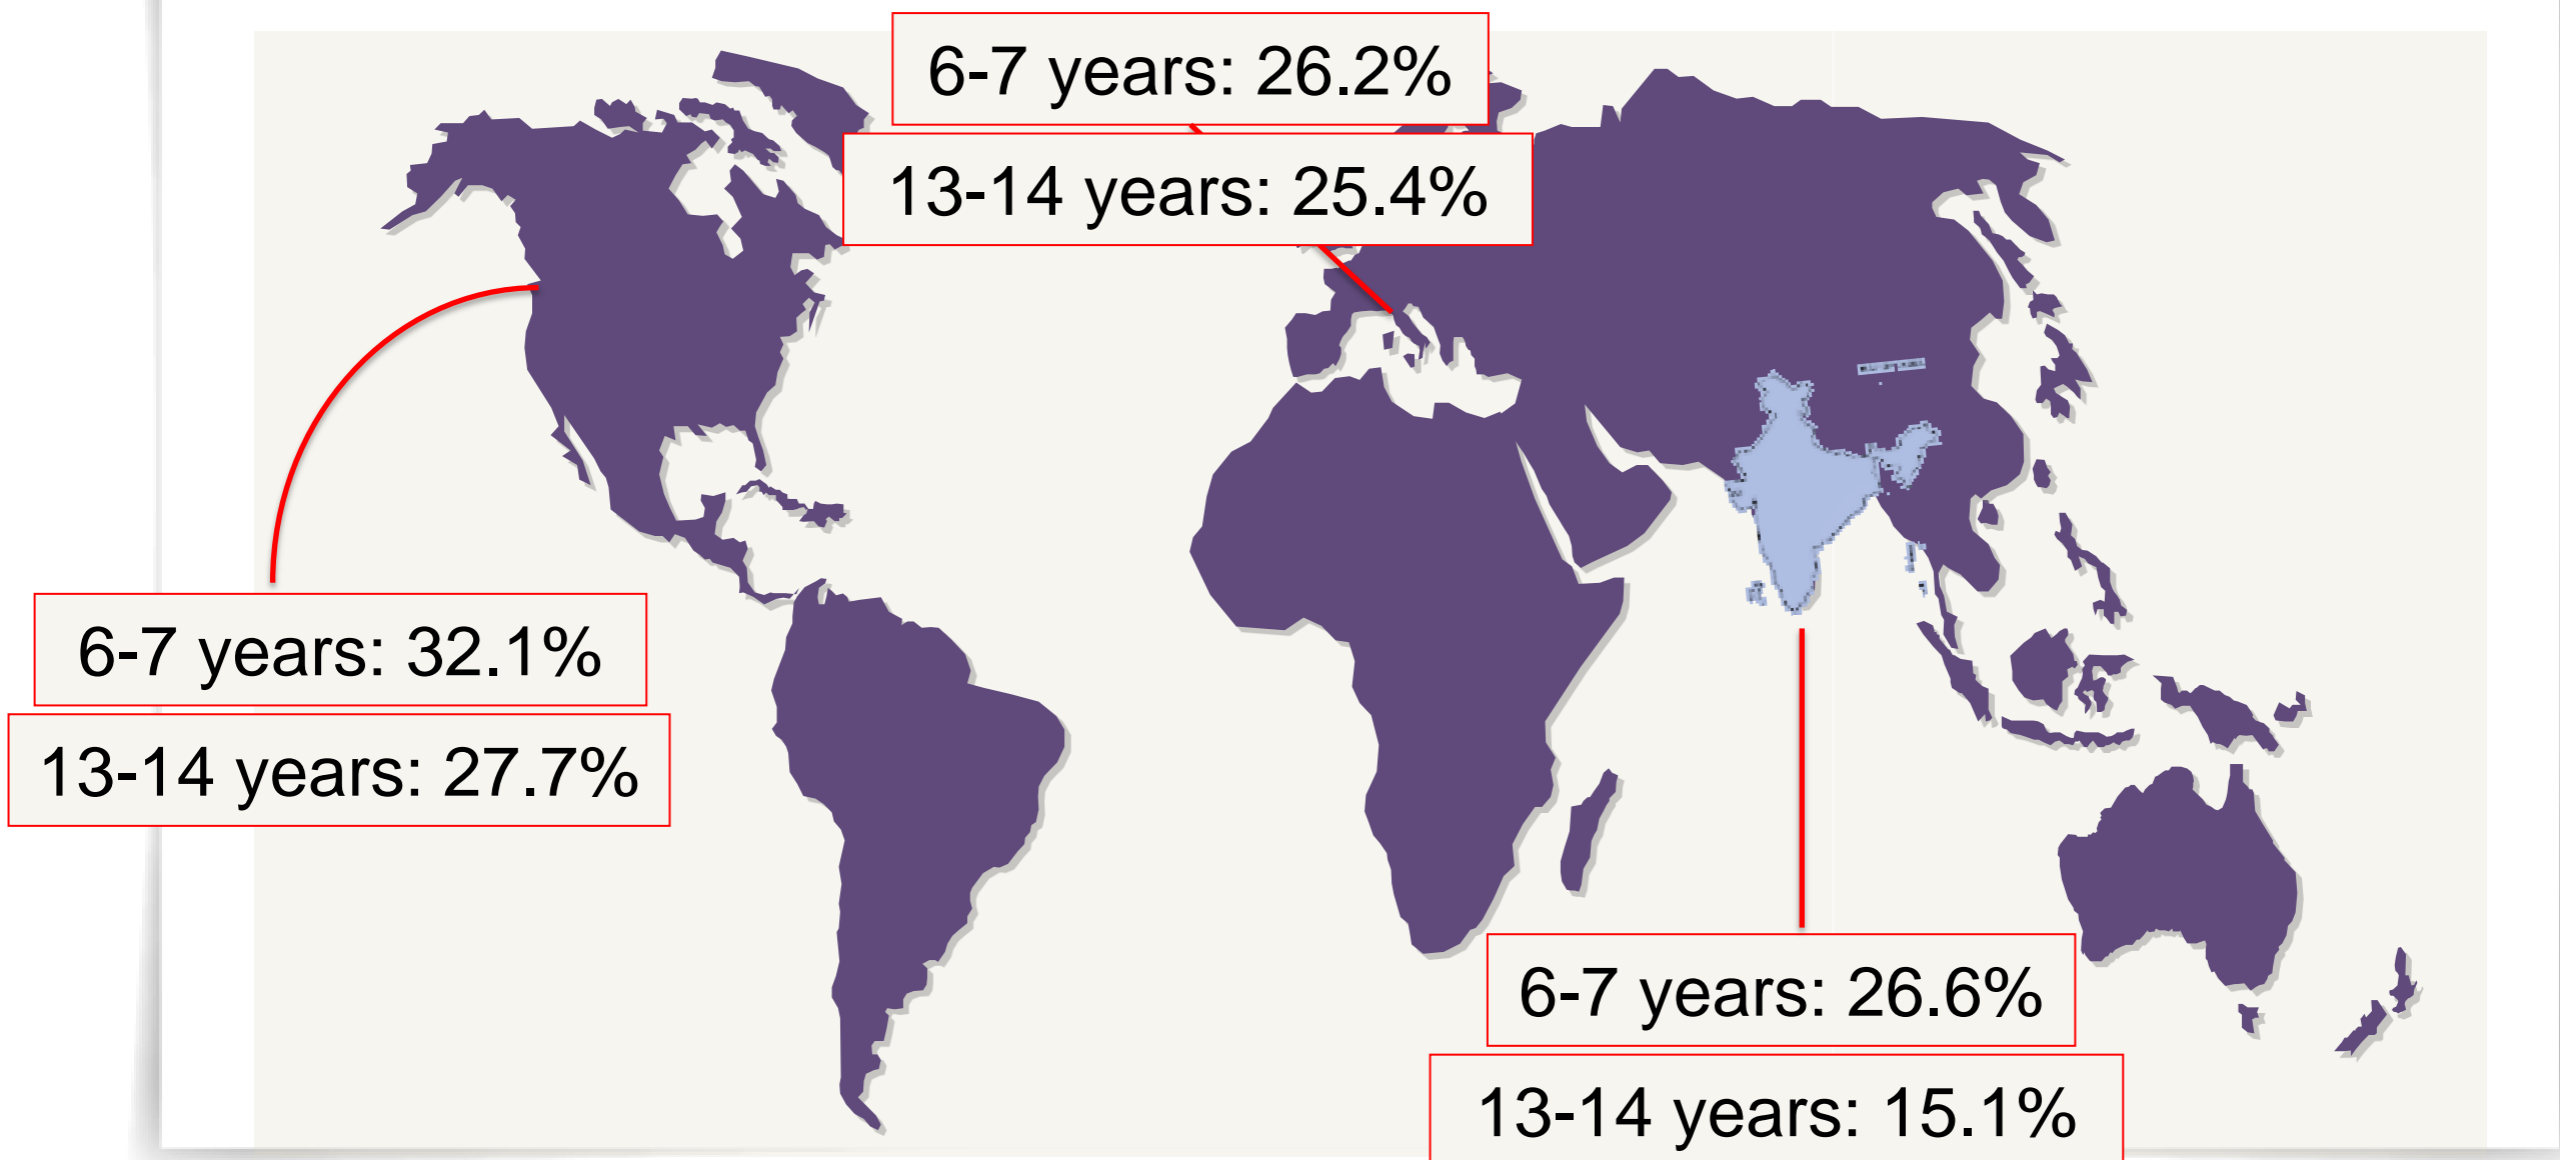 6-7 years: 26.2%
13-14 years: 25.4%
6-7 years: 32.1%
13-14 years: 27.7%
6-7 years: 26.6%
13-14 years: 15.1%